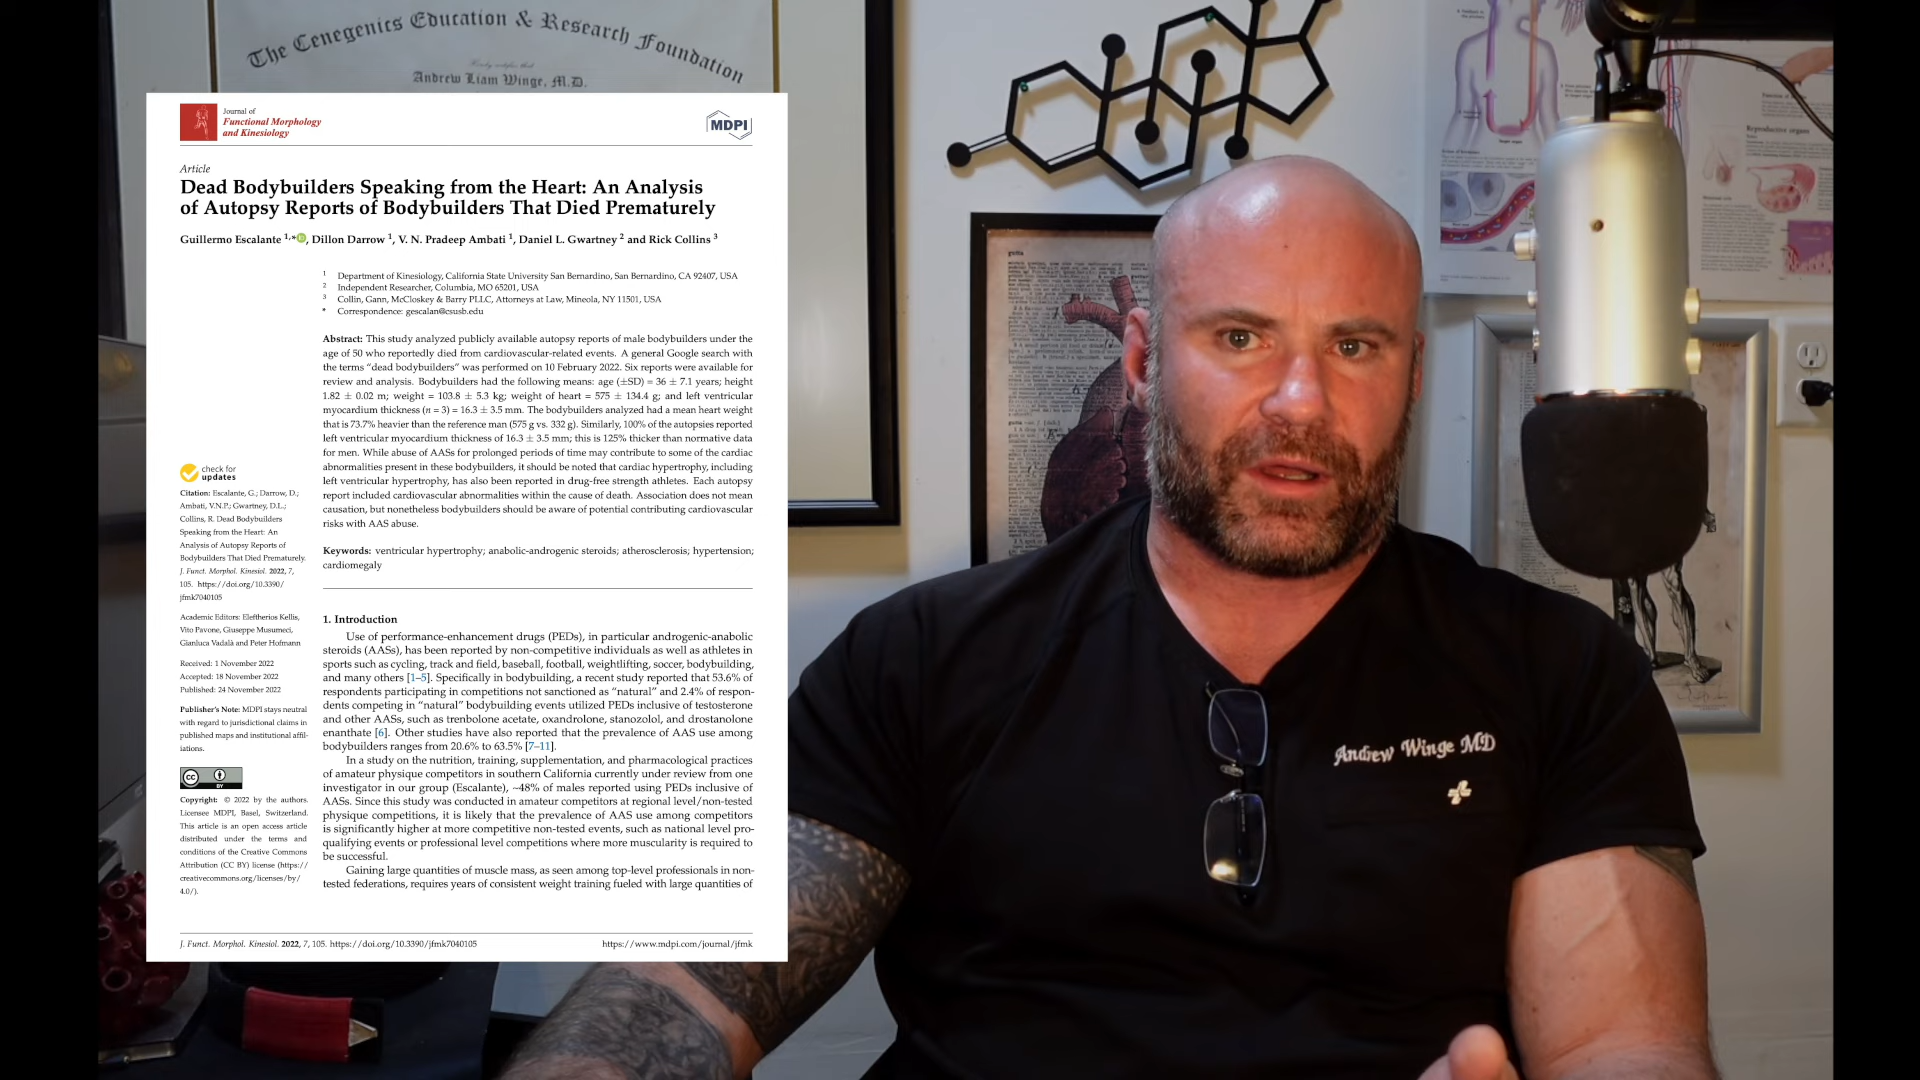 The Cenegenics Education & Research Foundation
Hereby certifies that
Andrew Liam Winge, M.D.
Journal of
Functional Morphology
and Kinesiology
MDPI
Article
Dead Bodybuilders Speaking from the Heart: An Analysis
of Autopsy Reports of Bodybuilders That Died Prematurely
Guillermo Escalante 1,*, Dillon Darrow 1, V. N. Pradeep Ambati 1, Daniel L. Gwartney 2 and Rick Collins 3
1 Department of Kinesiology, California State University San Bernardino, San Bernardino, CA 92407, USA
2 Independent Researcher, Columbia, MO 65201, USA
3 Collin, Gann, McCloskey & Barry PLLC, Attorneys at Law, Mineola, NY 11501, USA
* Correspondence: gescalan@csusb.edu
Abstract: This study analyzed publicly available autopsy reports of male bodybuilders under the
age of 50 who reportedly died from cardiovascular-related events. A general Google search with
the terms “dead bodybuilders” was performed on 10 February 2022. Six reports were available for
review and analysis. Bodybuilders had the following means: age (±SD) = 36 ± 7.1 years; height
1.82 ± 0.02 m; weight = 103.8 ± 5.3 kg; weight of heart = 575 ± 134.4 g; and left ventricular
myocardium thickness (n = 3) = 16.3 ± 3.5 mm. The bodybuilders analyzed had a mean heart weight
that is 73.7% heavier than the reference man (575 g vs. 332 g). Similarly, 100% of the autopsies reported
left ventricular myocardium thickness of 16.3 ± 3.5 mm; this is 125% thicker than normative data
for men. While abuse of AASs for prolonged periods of time may contribute to some of the cardiac
abnormalities present in these bodybuilders, it should be noted that cardiac hypertrophy, including
left ventricular hypertrophy, has also been reported in drug-free strength athletes. Each autopsy
report included cardiovascular abnormalities within the cause of death. Association does not mean
causation, but nonetheless bodybuilders should be aware of potential contributing cardiovascular
risks with AAS abuse.
Keywords: ventricular hypertrophy; anabolic-androgenic steroids; atherosclerosis; hypertension;
cardiomegaly
check for
updates
Citation: Escalante, G.; Darrow, D.;
Ambati, V.N.P.; Gwartney, D.L.;
Collins, R. Dead Bodybuilders
Speaking from the Heart: An
Analysis of Autopsy Reports of
Bodybuilders That Died Prematurely.
J. Funct. Morphol. Kinesiol. 2022, 7,
105. https://doi.org/10.3390/
jfmk7040105
Academic Editors: Eleftherios Kellis,
Vito Pavone, Giuseppe Musumeci,
Gianluca Vadalà and Peter Hofmann
Received: 1 November 2022
Accepted: 18 November 2022
Published: 24 November 2022
Publisher’s Note: MDPI stays neutral
with regard to jurisdictional claims in
published maps and institutional affil-
iations.
cc BY
Copyright: © 2022 by the authors.
Licensee MDPI, Basel, Switzerland.
This article is an open access article
distributed under the terms and
conditions of the Creative Commons
Attribution (CC BY) license (https://
creativecommons.org/licenses/by/
4.0/).
1. Introduction
Use of performance-enhancement drugs (PEDs), in particular androgenic-anabolic
steroids (AASs), has been reported by non-competitive individuals as well as athletes in
sports such as cycling, track and field, baseball, football, weightlifting, soccer, bodybuilding,
and many others [1–5]. Specifically in bodybuilding, a recent study reported that 53.6% of
respondents participating in competitions not sanctioned as “natural” and 2.4% of respon-
dents competing in “natural” bodybuilding events utilized PEDs inclusive of testosterone
and other AASs, such as trenbolone acetate, oxandrolone, stanozolol, and drostanolone
enanthate [6]. Other studies have also reported that the prevalence of AAS use among
bodybuilders ranges from 20.6% to 63.5% [7–11].
In a study on the nutrition, training, supplementation, and pharmacological practices
of amateur physique competitors in southern California currently under review from one
investigator in our group (Escalante), ~48% of males reported using PEDs inclusive of
AASs. Since this study was conducted in amateur competitors at regional level/non-tested
physique competitions, it is likely that the prevalence of AAS use among competitors
is significantly higher at more competitive non-tested events, such as national level pro-
qualifying events or professional level competitions where more muscularity is required to
be successful.
Gaining large quantities of muscle mass, as seen among top-level professionals in non-
tested federations, requires years of consistent weight training fueled with large quantities of
J. Funct. Morphol. Kinesiol. 2022, 7, 105. https://doi.org/10.3390/jfmk7040105
https://www.mdpi.com/journal/jfmk
Reproductive organs
Andrew Winge MD